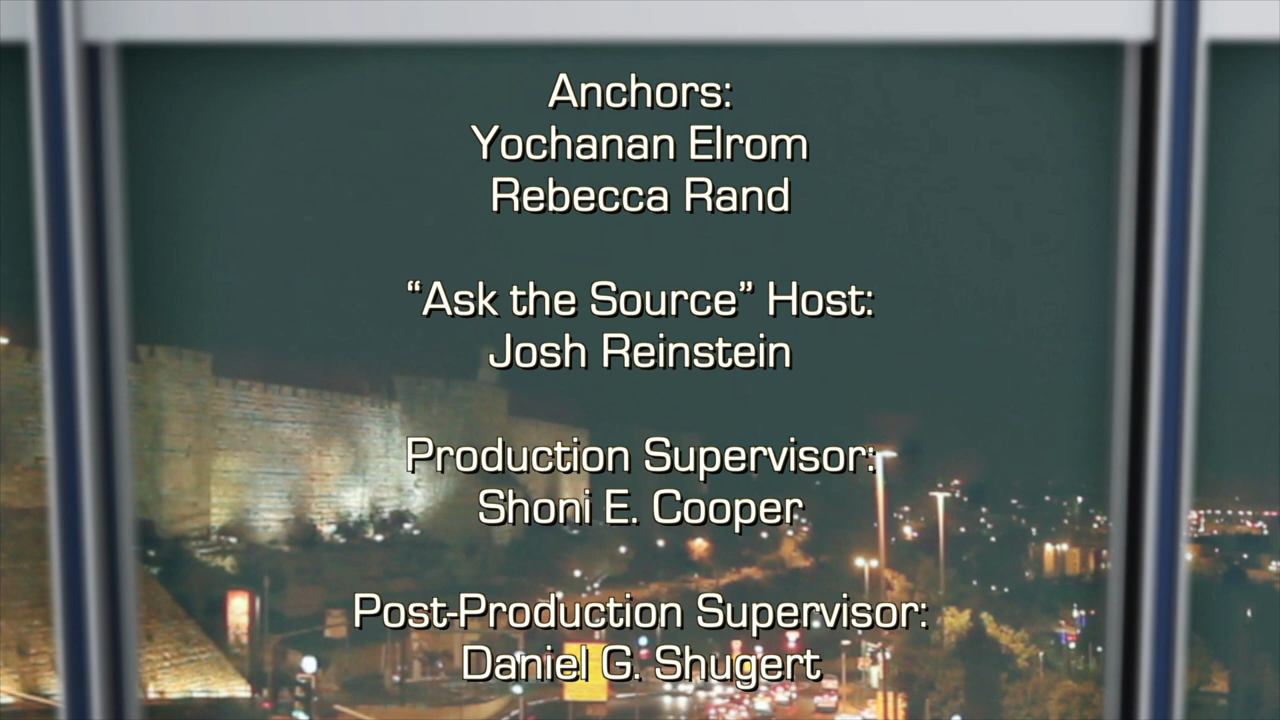 Anchors:
Yochanan Elrom
Rebecca Rand
“Ask the Source” Host:
Josh Reinstein
Production Supervisor:
Shoni E. Cooper
Post-Production Supervisor:
Daniel G. Shugert